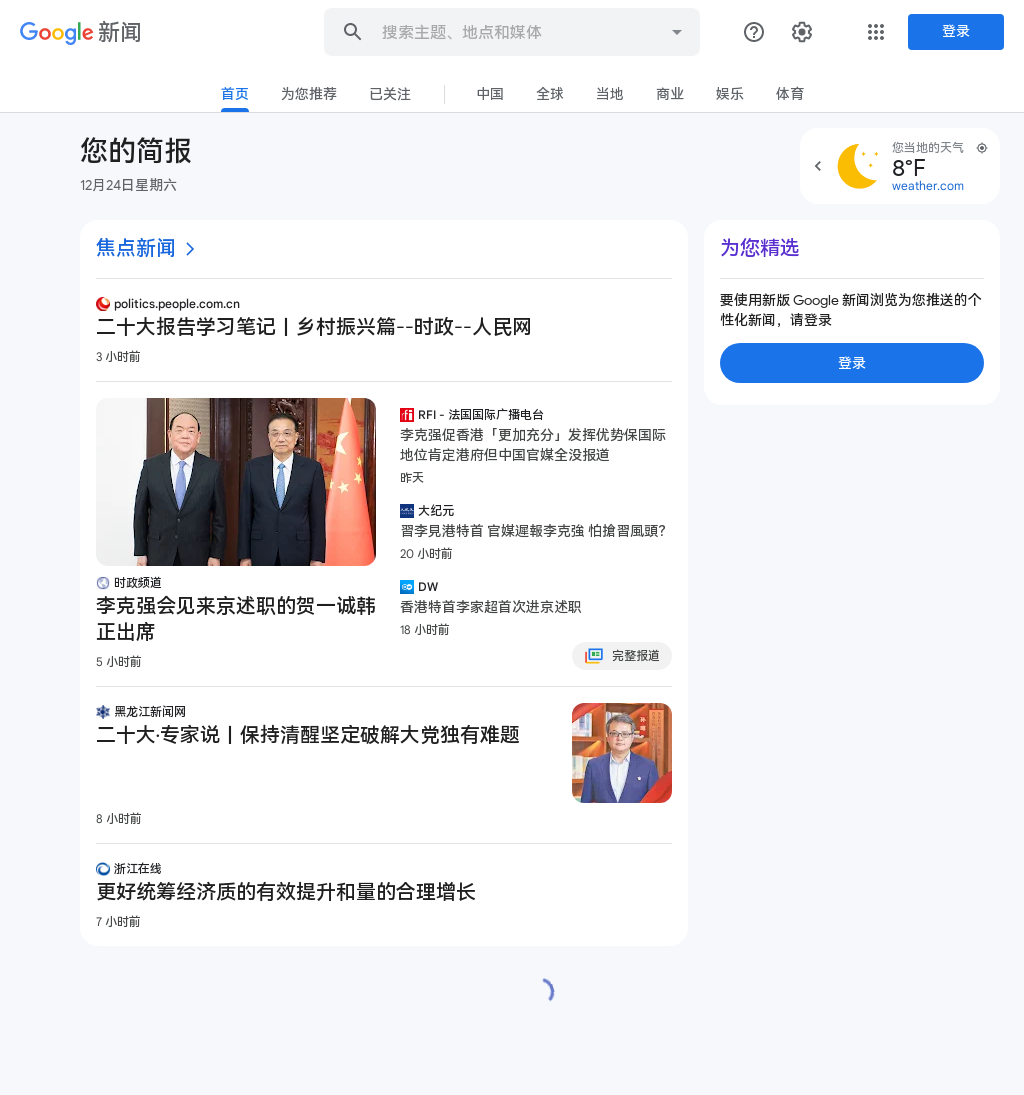 Google 新闻
搜索主题、地点和媒体
登录
首页
为您推荐
已关注
中国
全球
当地
商业
娱乐
体育
您的简报
12月24日星期六
您当地的天气
8°F
weather.com
焦点新闻
politics.people.com.cn
二十大报告学习笔记丨乡村振兴篇--时政--人民网
3 小时前
时政频道
李克强会见来京述职的贺一诚韩
正出席
5 小时前
RFI - 法国国际广播电台
李克强促香港「更加充分」发挥优势保国际
地位肯定港府但中国官媒全没报道
昨天
大纪元
習李見港特首 官媒遲報李克強 怕搶習風頭？
20 小时前
DW
香港特首李家超首次进京述职
18 小时前
完整报道
黑龙江新闻网
二十大·专家说丨保持清醒坚定破解大党独有难题
8 小时前
浙江在线
更好统筹经济质的有效提升和量的合理增长
7 小时前
为您精选
要使用新版 Google 新闻浏览为您推送的个
性化新闻，请登录
登录